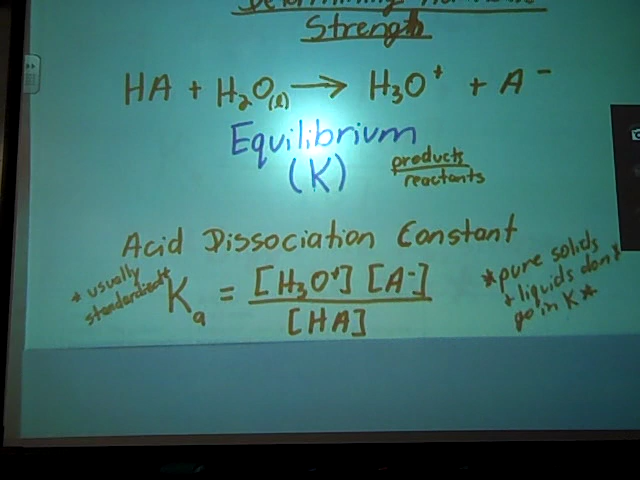 Strength
HA + H₂O(l) → H₃O⁺ + A⁻
Equilibrium
(K)
products
reactants
Acid Dissociation Constant
* usually
standardized *
Kₐ = [H₃O⁺] [A⁻]
[HA]
* pure solids
+ liquids don't
go in K *